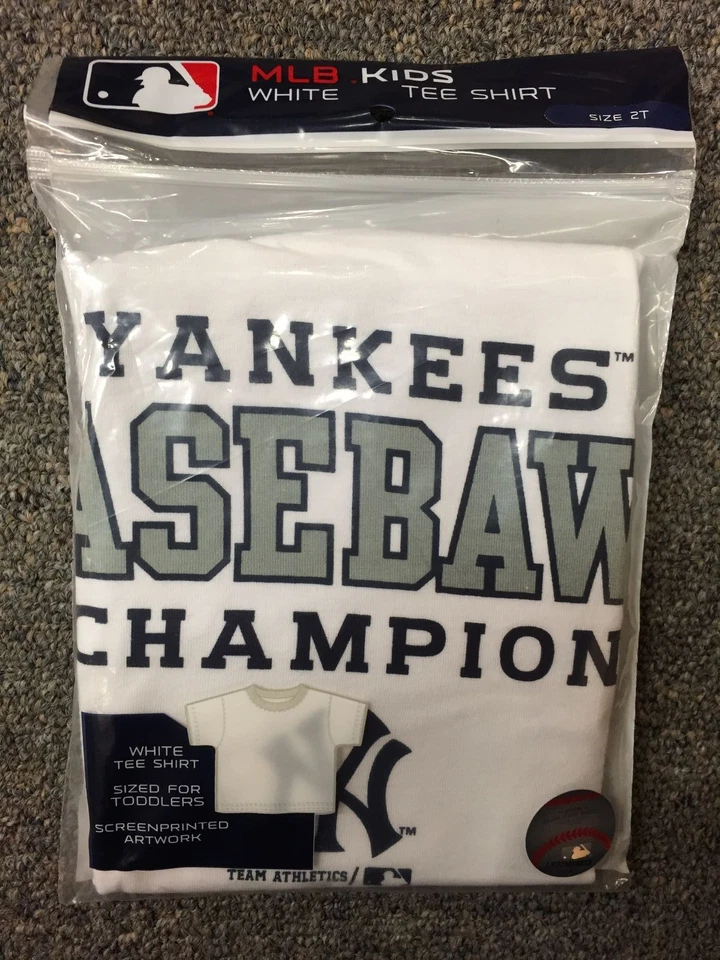 MLB KIDS
WHITE TEE SHIRT
SIZE 2T
YANKEES™
ASEBAW
CHAMPION
NY™
WHITE
TEE SHIRT
SIZED FOR
TODDLERS
SCREENPRINTED
ARTWORK
TEAM ATHLETICS/